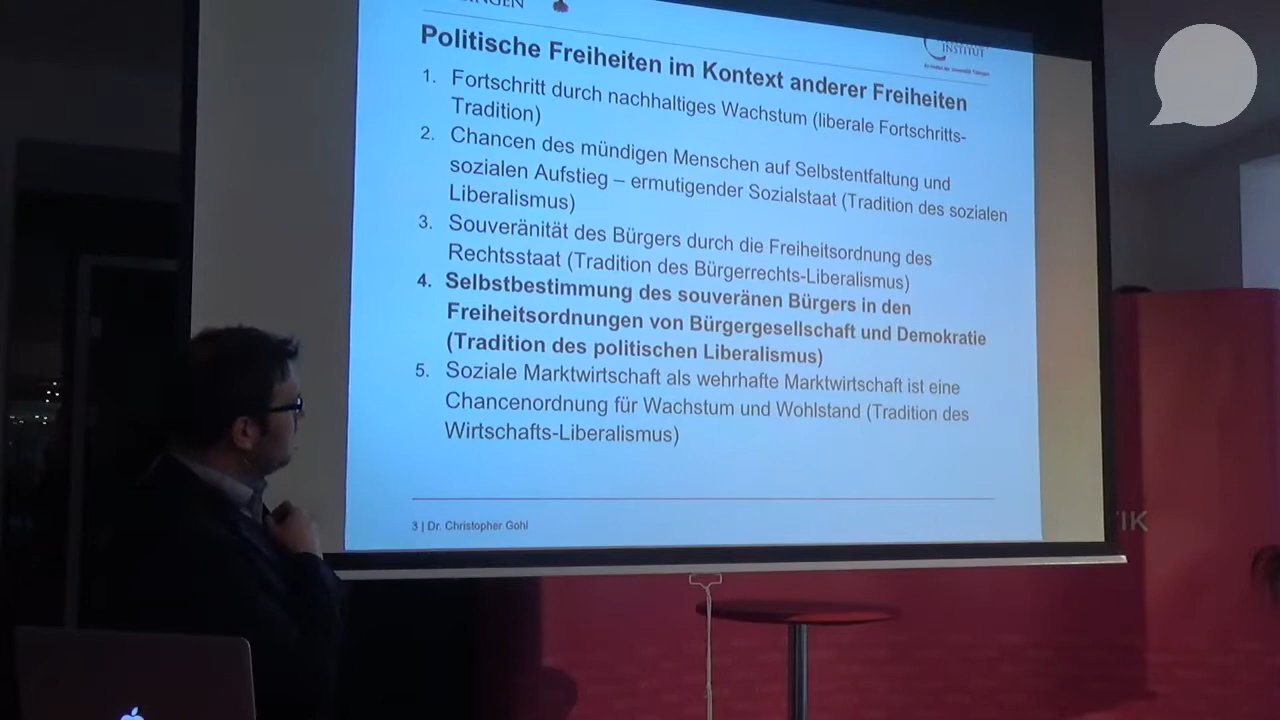 Politische Freiheiten im Kontext anderer Freiheiten
INSTITUT
1. Fortschritt durch nachhaltiges Wachstum (liberale Fortschritts-
Tradition)
2. Chancen des mündigen Menschen auf Selbstentfaltung und
sozialen Aufstieg – ermutigender Sozialstaat (Tradition des sozialen
Liberalismus)
3. Souveränität des Bürgers durch die Freiheitsordnung des
Rechtsstaat (Tradition des Bürgerrechts-Liberalismus)
4. Selbstbestimmung des souveränen Bürgers in den
Freiheitsordnungen von Bürgergesellschaft und Demokratie
(Tradition des politischen Liberalismus)
5. Soziale Marktwirtschaft als wehrhafte Marktwirtschaft ist eine
Chancenordnung für Wachstum und Wohlstand (Tradition des
Wirtschafts-Liberalismus)
3 | Dr. Christopher Gohl
IK